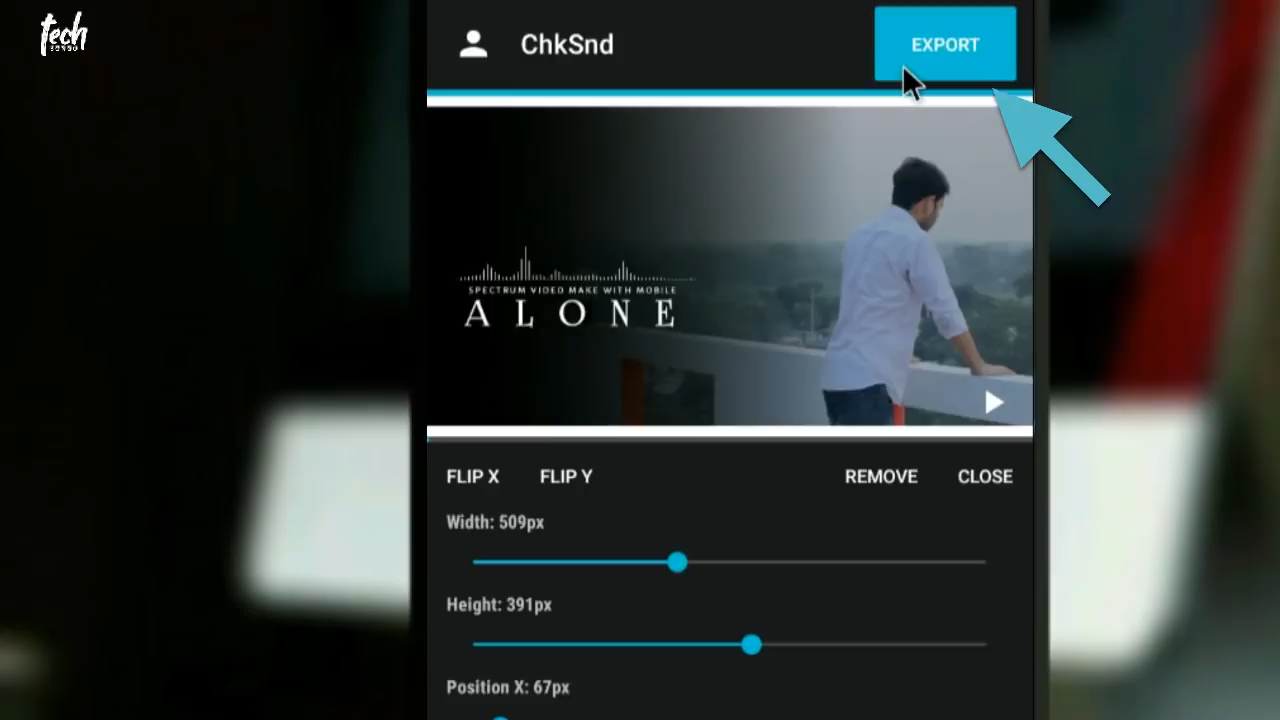 tech
ChkSnd
EXPORT
SPECTRUM VIDEO MAKE WITH MOBILE
ALONE
FLIP X
FLIP Y
REMOVE
CLOSE
Width: 509px
Height: 391px
Position X: 67px